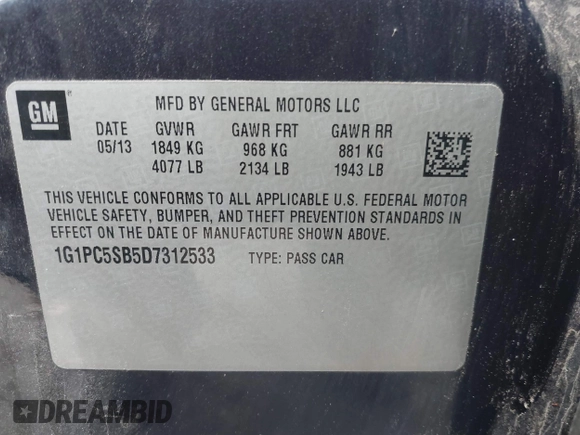 GM
MFD BY GENERAL MOTORS LLC
DATE GVWR GAWR FRT GAWR RR
05/13 1849 KG 968 KG 881 KG
4077 LB 2134 LB 1943 LB
THIS VEHICLE CONFORMS TO ALL APPLICABLE U.S. FEDERAL MOTOR
VEHICLE SAFETY, BUMPER, AND THEFT PREVENTION STANDARDS IN
EFFECT ON THE DATE OF MANUFACTURE SHOWN ABOVE.
1G1PC5SB5D7312533 TYPE: PASS CAR
DREAMBID